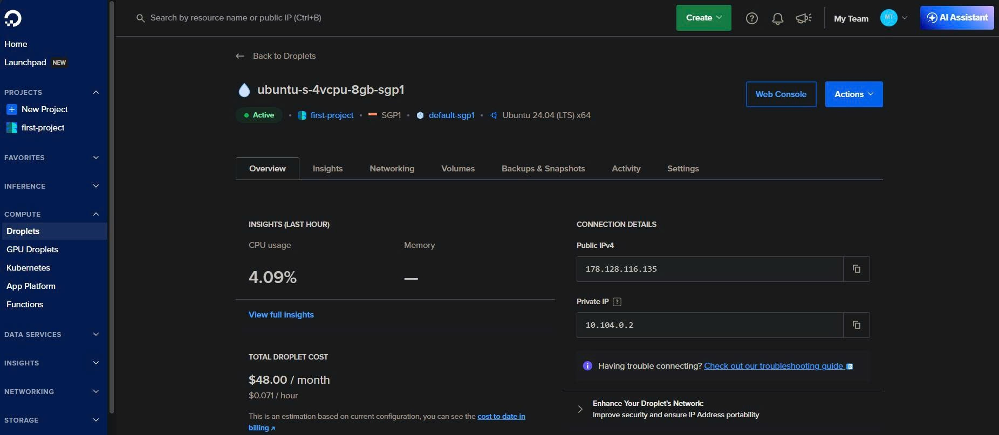 Search by resource name or public IP (Ctrl+B)
Create
My Team
MT
AI Assistant
Home
Launchpad NEW
PROJECTS
New Project
first-project
FAVORITES
INFERENCE
COMPUTE
Droplets
GPU Droplets
Kubernetes
App Platform
Functions
DATA SERVICES
INSIGHTS
NETWORKING
STORAGE
Back to Droplets
ubuntu-s-4vcpu-8gb-sgp1
Web Console
Actions
Active • first-project • SGP1 • default-sgp1 • Ubuntu 24.04 (LTS) x64
Overview
Insights
Networking
Volumes
Backups & Snapshots
Activity
Settings
INSIGHTS (LAST HOUR)
CPU usage
Memory
4.09%
—
View full insights
TOTAL DROPLET COST
$48.00 / month
$0.071 / hour
This is an estimation based on current configuration, you can see the cost to date in
billing ↗
CONNECTION DETAILS
Public IPv4
178.128.116.135
Private IP ?
10.104.0.2
Having trouble connecting? Check out our troubleshooting guide
Enhance Your Droplet's Network:
Improve security and ensure IP Address portability